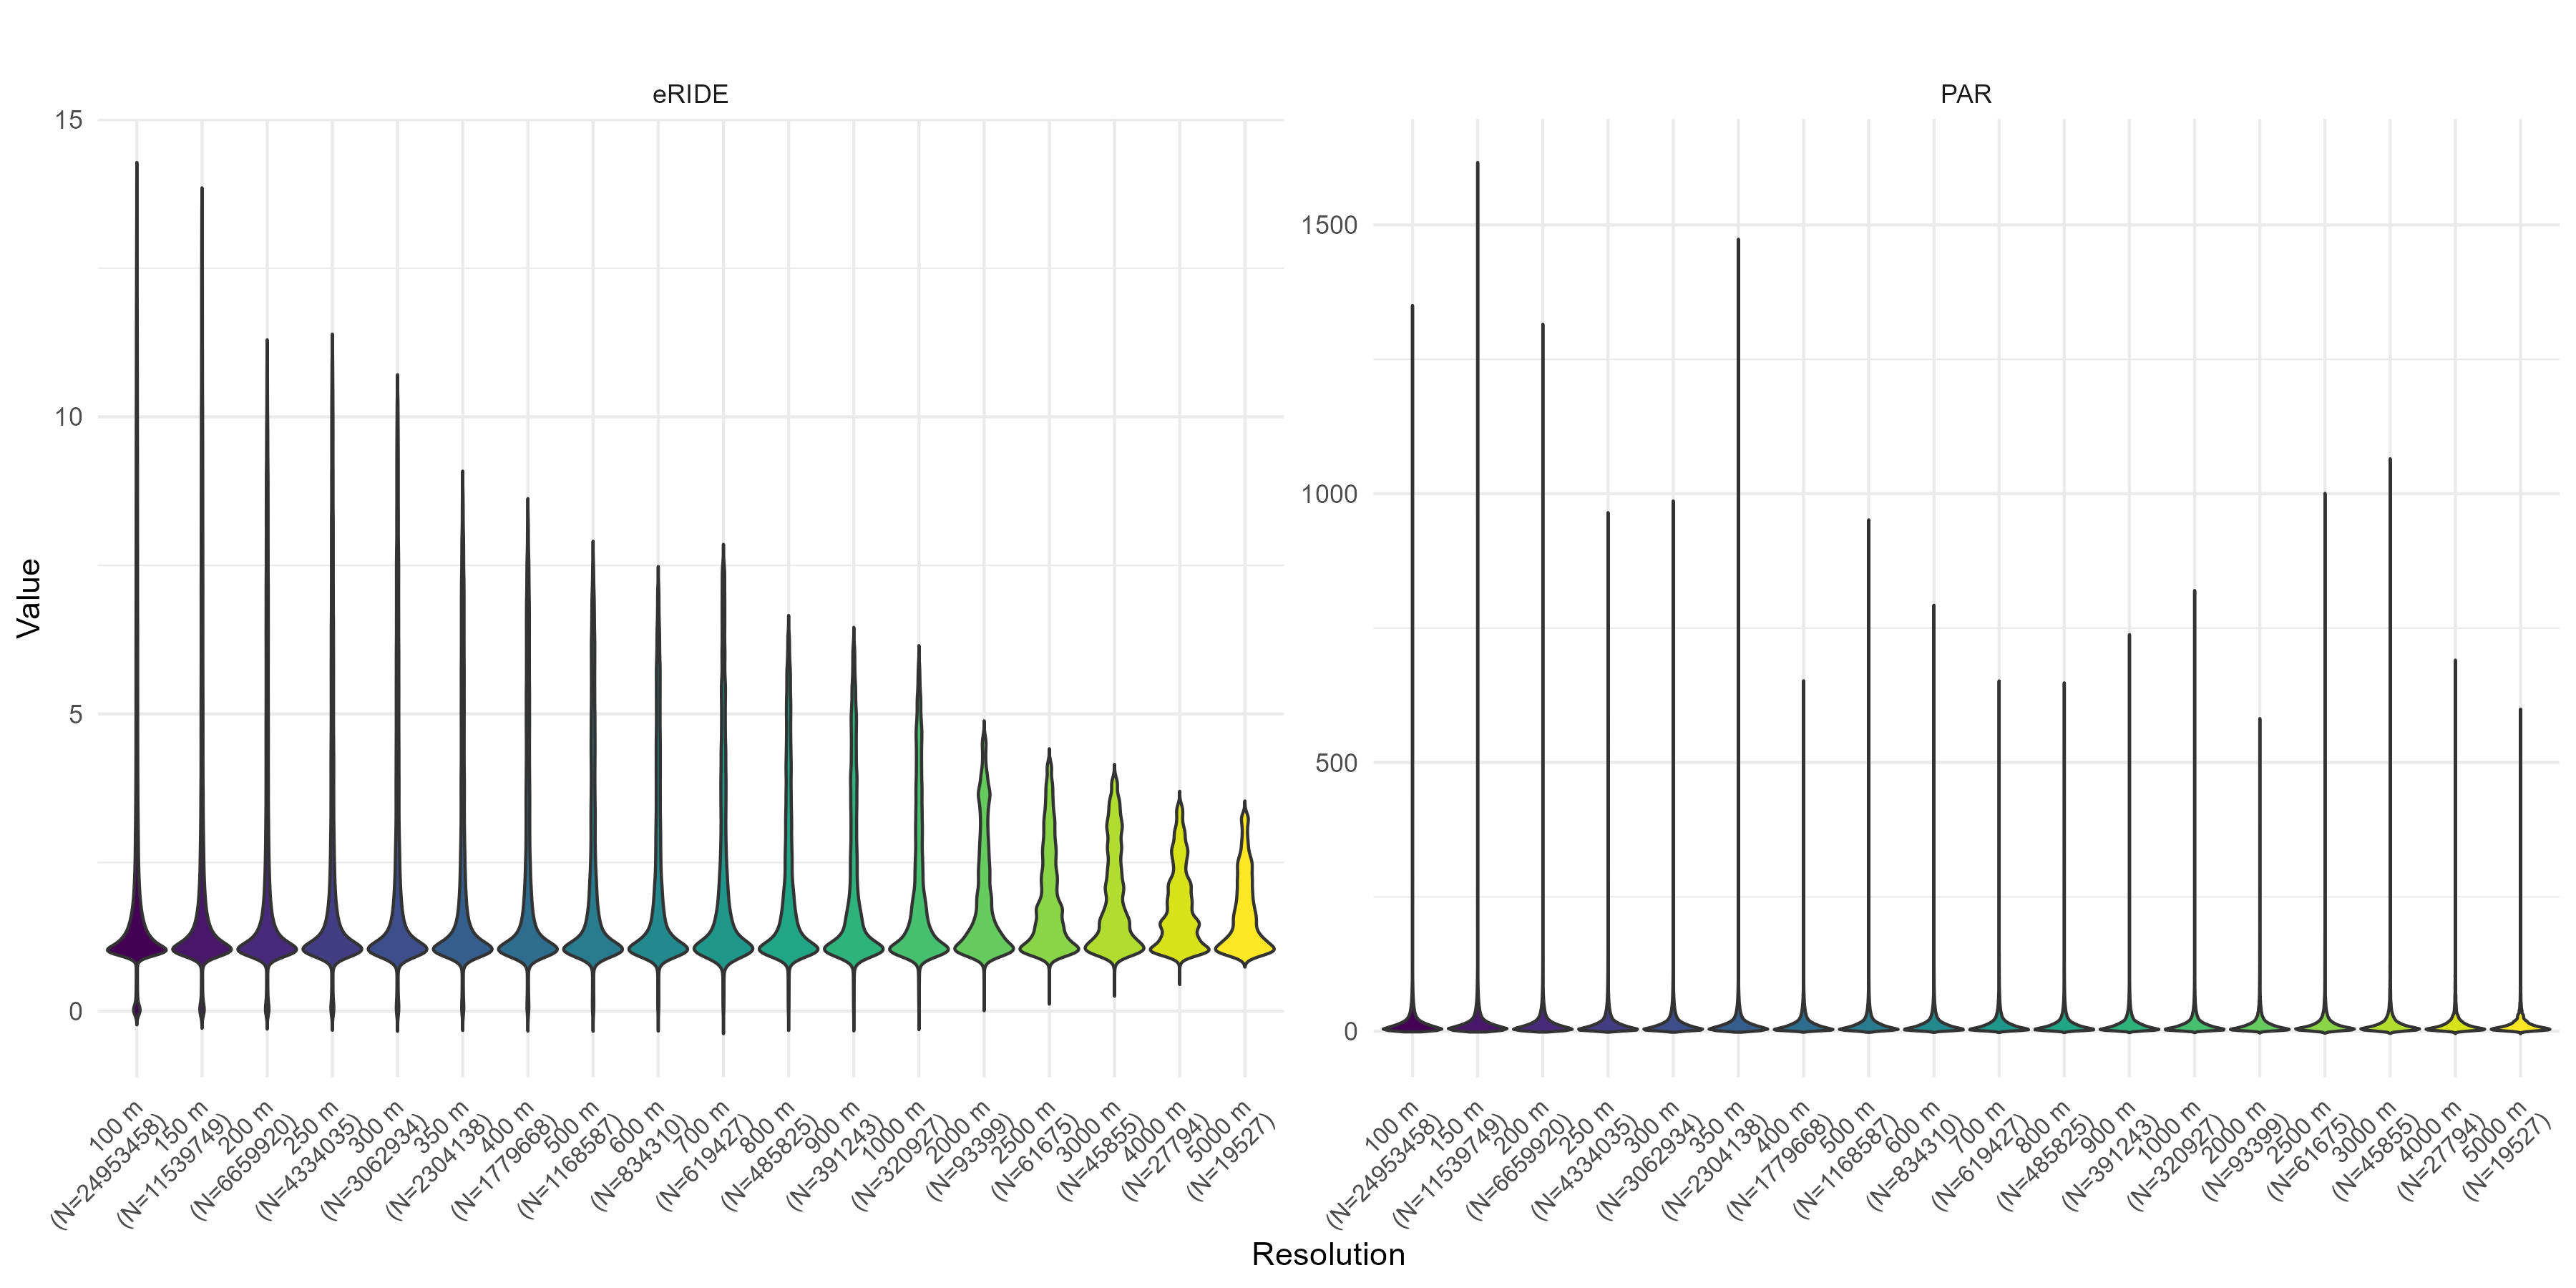 eRIDE
PAR
Value
15
10
5
0
1500
1000
500
0
100 m
(N=24953458)
150 m
(N=11539749)
200 m
(N=6659920)
250 m
(N=4334035)
300 m
(N=3062934)
350 m
(N=2304138)
400 m
(N=1779668)
500 m
(N=1168587)
600 m
(N=834310)
700 m
(N=619427)
800 m
(N=485825)
900 m
(N=391243)
1000 m
(N=320927)
2000 m
(N=93399)
2500 m
(N=61675)
3000 m
(N=45855)
4000 m
(N=27794)
5000 m
(N=19527)
100 m
(N=24953458)
150 m
(N=11539749)
200 m
(N=6659920)
250 m
(N=4334035)
300 m
(N=3062934)
350 m
(N=2304138)
400 m
(N=1779668)
500 m
(N=1168587)
600 m
(N=834310)
700 m
(N=619427)
800 m
(N=485825)
900 m
(N=391243)
1000 m
(N=320927)
2000 m
(N=93399)
2500 m
(N=61675)
3000 m
(N=45855)
4000 m
(N=27794)
5000 m
(N=19527)
Resolution